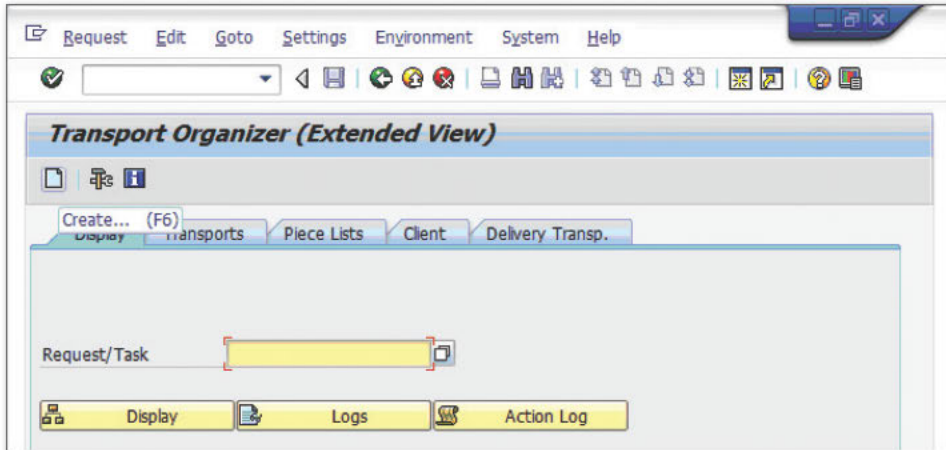 Request Edit Goto Settings Environment System Help
Transport Organizer (Extended View)
Create... (F6)
Display Transports Piece Lists Client Delivery Transp.
Request/Task
Display Logs Action Log